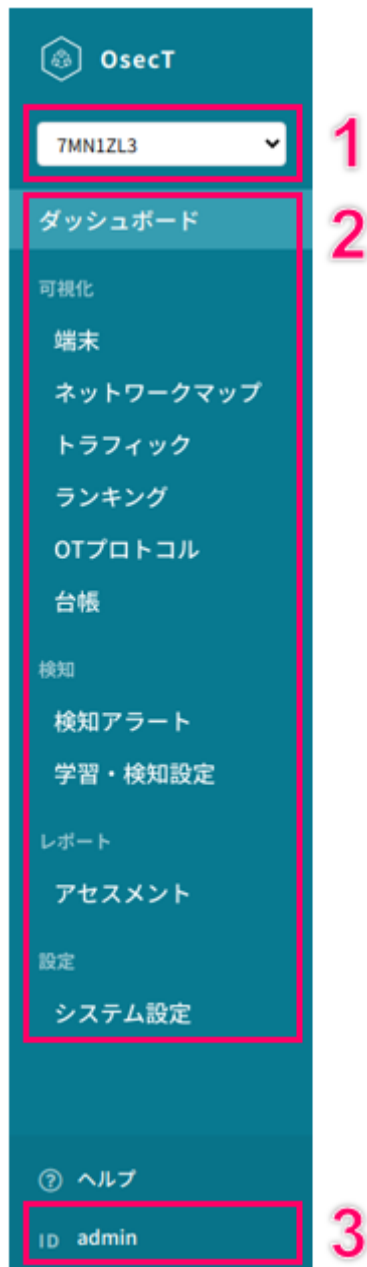 OsecT
7MN1ZL3
1
ダッシュボード
2
可視化
端末
ネットワークマップ
トラフィック
ランキング
OTプロトコル
台帳
検知
検知アラート
学習・検知設定
レポート
アセスメント
設定
システム設定
? ヘルプ
ID admin
3